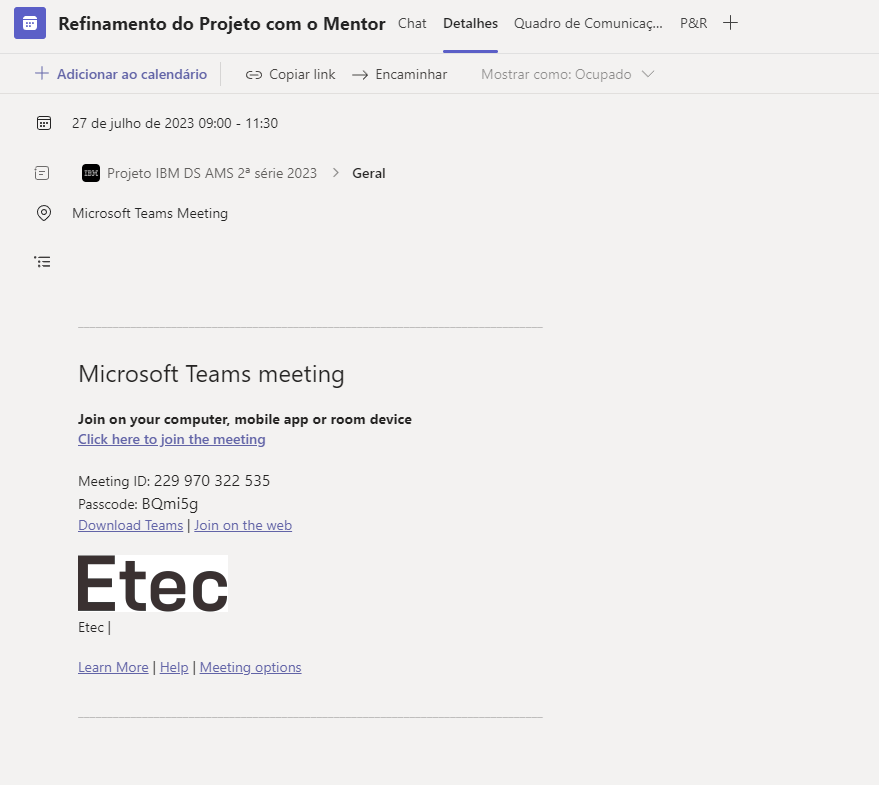 Refinamento do Projeto com o Mentor Chat Detalhes Quadro de Comunicaç... P&R
Adicionar ao calendário Copiar link Encaminhar Mostrar como: Ocupado
27 de julho de 2023 09:00 - 11:30
IBM Projeto IBM DS AMS 2ª série 2023 > Geral
Microsoft Teams Meeting
Microsoft Teams meeting
Join on your computer, mobile app or room device
Click here to join the meeting
Meeting ID: 229 970 322 535
Passcode: BQmi5g
Download Teams | Join on the web
Etec
Etec |
Learn More | Help | Meeting options